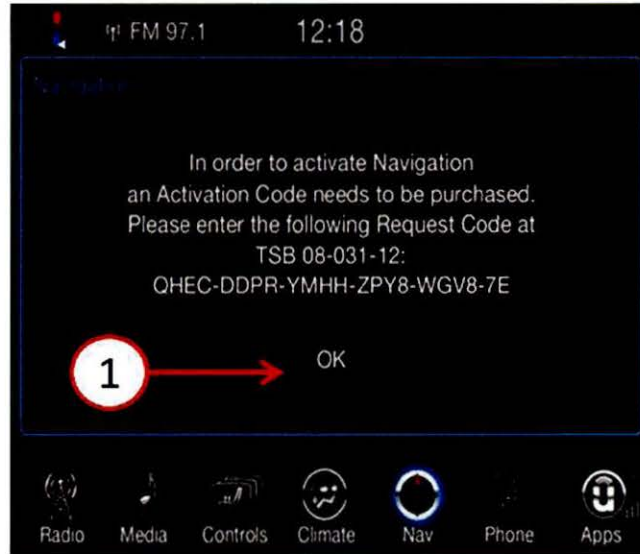 FM 97.1 12:18
Navigation
In order to activate Navigation
an Activation Code needs to be purchased.
Please enter the following Request Code at
TSB 08-031-12:
QHEC-DDPR-YMHH-ZPY8-WGV8-7E
1 OK
Radio Media Controls Climate Nav Phone Apps